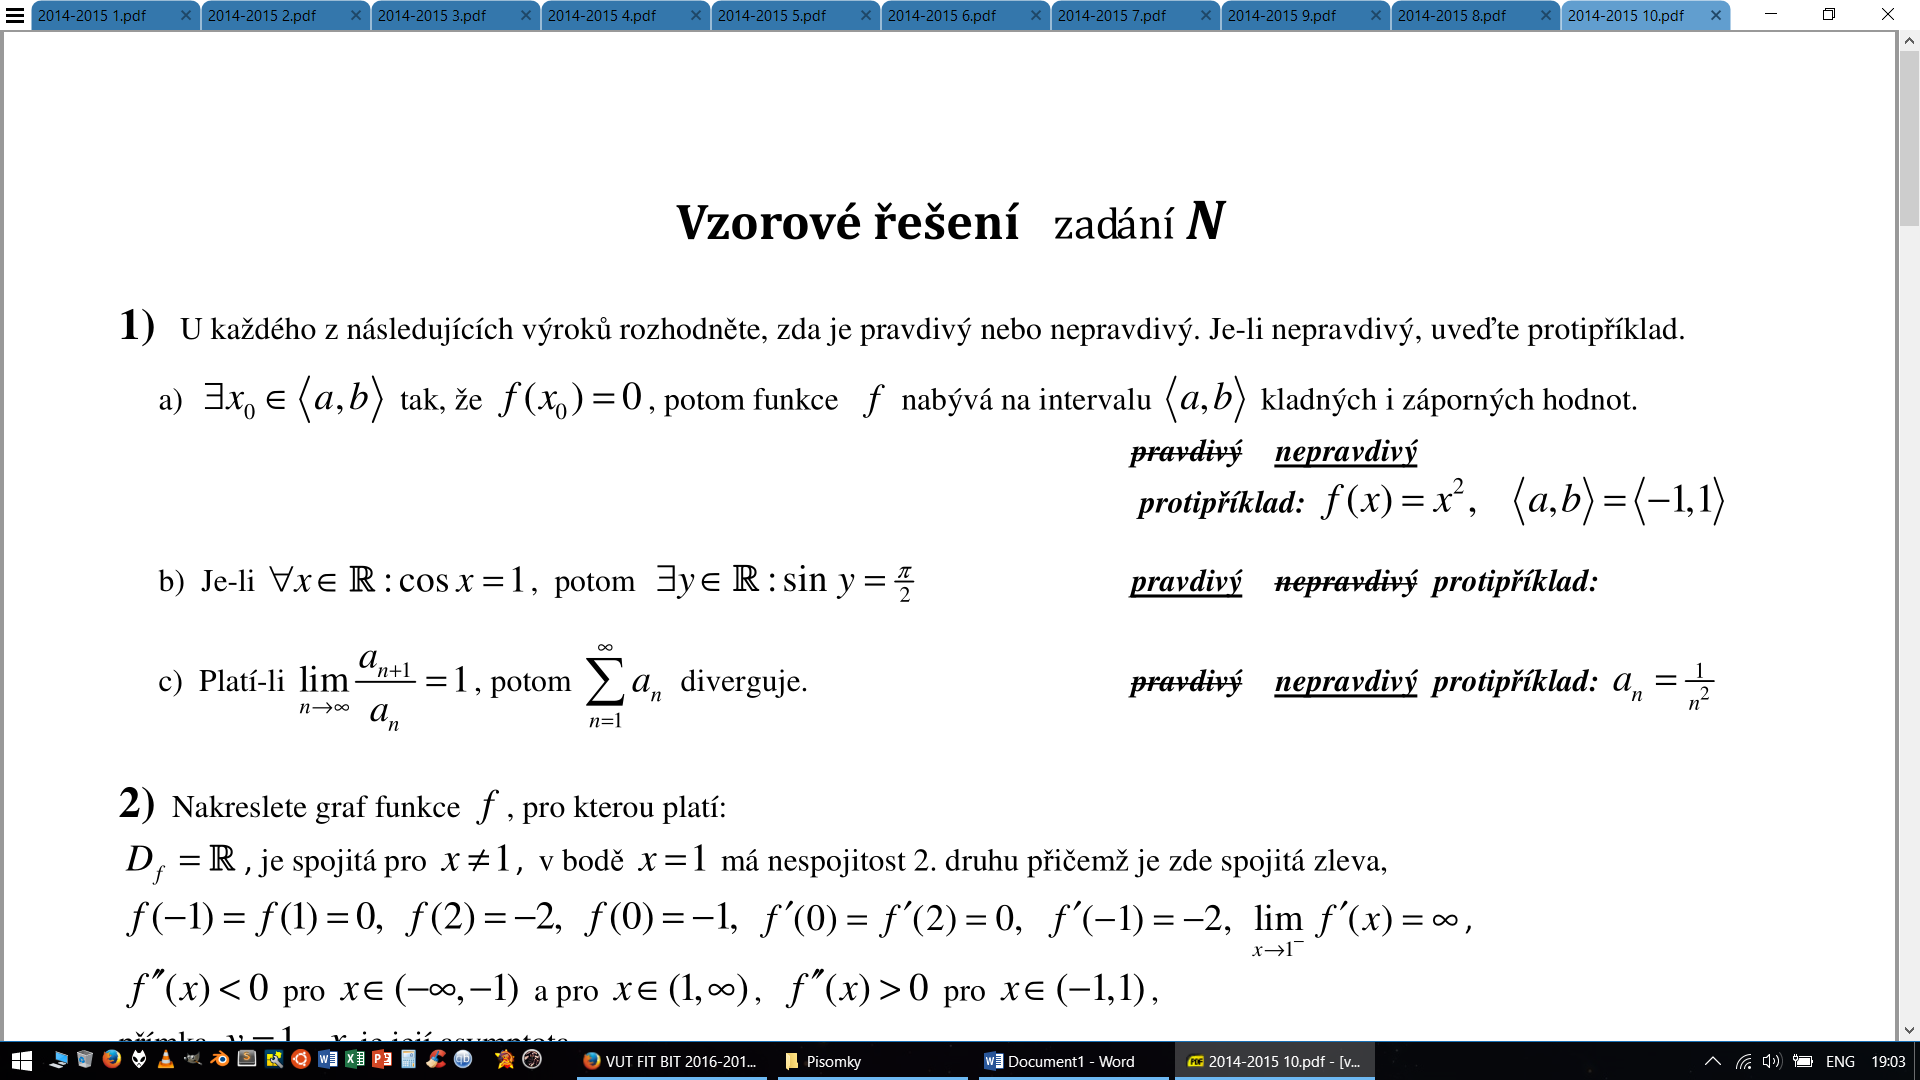 2014-2015 1.pdf 2014-2015 2.pdf 2014-2015 3.pdf 2014-2015 4.pdf 2014-2015 5.pdf 2014-2015 6.pdf 2014-2015 7.pdf 2014-2015 9.pdf 2014-2015 8.pdf 2014-2015 10.pdf
Vzorové řešení zadání N
1) U každého z následujících výroků rozhodněte, zda je pravdivý nebo nepravdivý. Je-li nepravdivý, uveďte protipříklad.
a) ∃x₀ ∈ ⟨a,b⟩ tak, že f(x₀) = 0, potom funkce f nabývá na intervalu ⟨a,b⟩ kladných i záporných hodnot.
pravdivý nepravdivý
protipříklad: f(x) = x², ⟨a,b⟩ = ⟨−1,1⟩
b) Je-li ∀x∈ ℝ : cos x = 1, potom ∃y∈ ℝ : sin y = π/2 pravdivý nepravdivý protipříklad:
c) Platí-li lim_{n→∞} a_{n+1}/a_n = 1, potom ∑_{n=1}^{∞} a_n diverguje. pravdivý nepravdivý protipříklad: a_n = 1/n²
2) Nakreslete graf funkce f, pro kterou platí:
D_f = ℝ, je spojitá pro x ≠ 1, v bodě x = 1 má nespojitost 2. druhu přičemž je zde spojitá zleva,
f(−1) = f(1) = 0, f(2) = −2, f(0) = −1, f′(0) = f′(2) = 0, f′(−1) = −2, lim_{x→1⁻} f′(x) = ∞,
f″(x) < 0 pro x∈ (−∞,−1) a pro x∈ (1,∞), f″(x) > 0 pro x∈ (−1,1),
přímka y = 1 x je její asymptota
VUT FIT BIT 2016-201... Pisomky Document1 - Word 2014-2015 10.pdf - [v... ENG 19:03